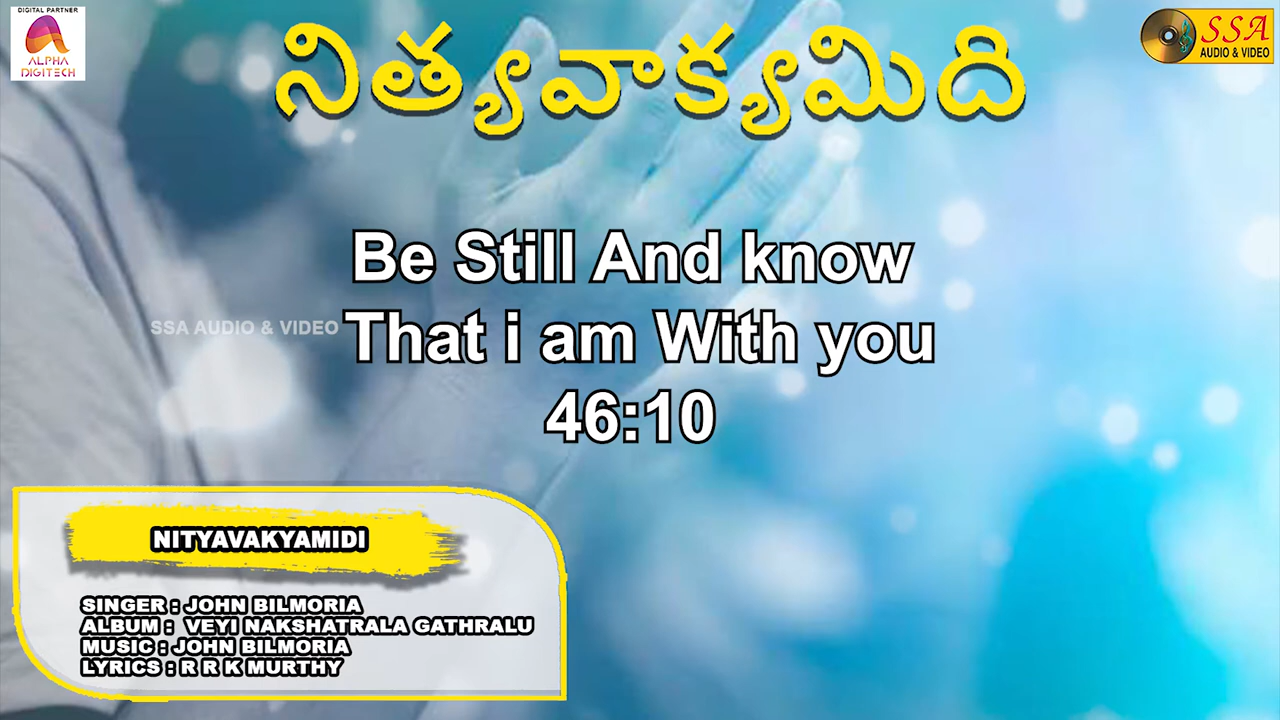 DIGITAL PARTNER
ALPHA
DIGITECH
నిత్యవాక్యమిది
SSA
AUDIO & VIDEO
Be Still And know
That i am With you
46:10
SSA AUDIO & VIDEO
NITYAVAKYAMIDI
SINGER : JOHN BILMORIA
ALBUM : VEYI NAKSHATRALA GATHRALU
MUSIC : JOHN BILMORIA
LYRICS : R R K MURTHY